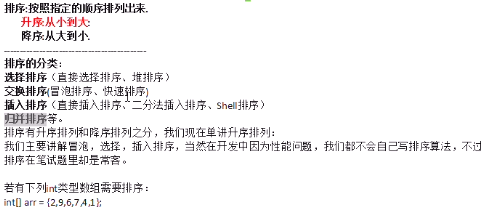 排序:按照指定的顺序排列出来.
升序:从小到大:
降序:从大到小.
----------------------------------------
排序的分类：
选择排序（直接选择排序、堆排序）
交换排序(冒泡排序、快速排序)
插入排序（直接插入排序、二分法插入排序、Shell排序）
归并排序等。
排序有升序排列和降序排列之分，我们现在单讲升序排列：
我们主要讲解冒泡，选择，插入排序，当然在开发中因为性能问题，我们都不会自己写排序算法，不过
排序在笔试题里却是常客。
若有下列int类型数组需要排序：
int[] arr = {2,9,6,7,4,1};